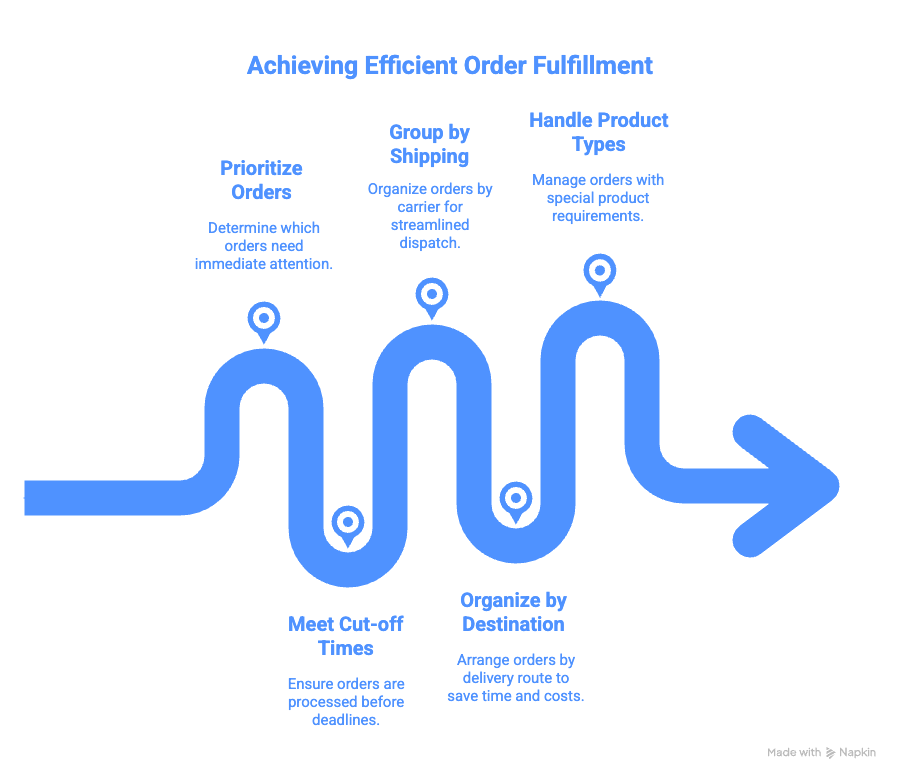 Achieving Efficient Order Fulfillment
Prioritize
Orders
Determine which
orders need
immediate attention.
Meet Cut-off
Times
Ensure orders are
processed before
deadlines.
Group by
Shipping
Organize orders by
carrier for
streamlined
dispatch.
Organize by
Destination
Arrange orders by
delivery route to
save time and costs.
Handle Product
Types
Manage orders with
special product
requirements.
Made with Napkin